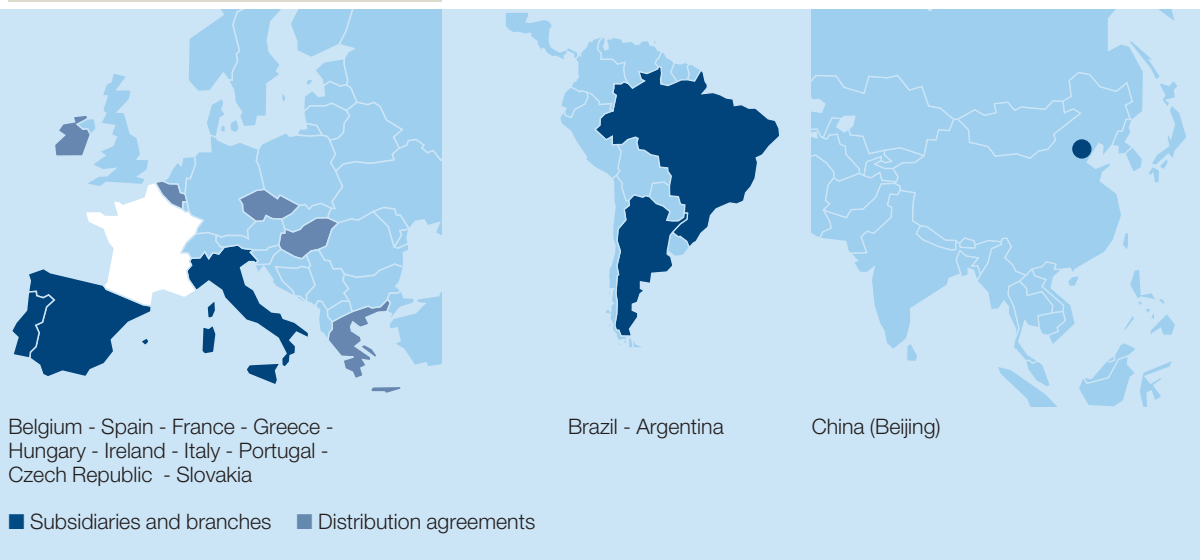 Belgium - Spain - France - Greece -
Hungary - Ireland - Italy - Portugal -
Czech Republic - Slovakia
Brazil - Argentina
China (Beijing)
Subsidiaries and branches
Distribution agreements